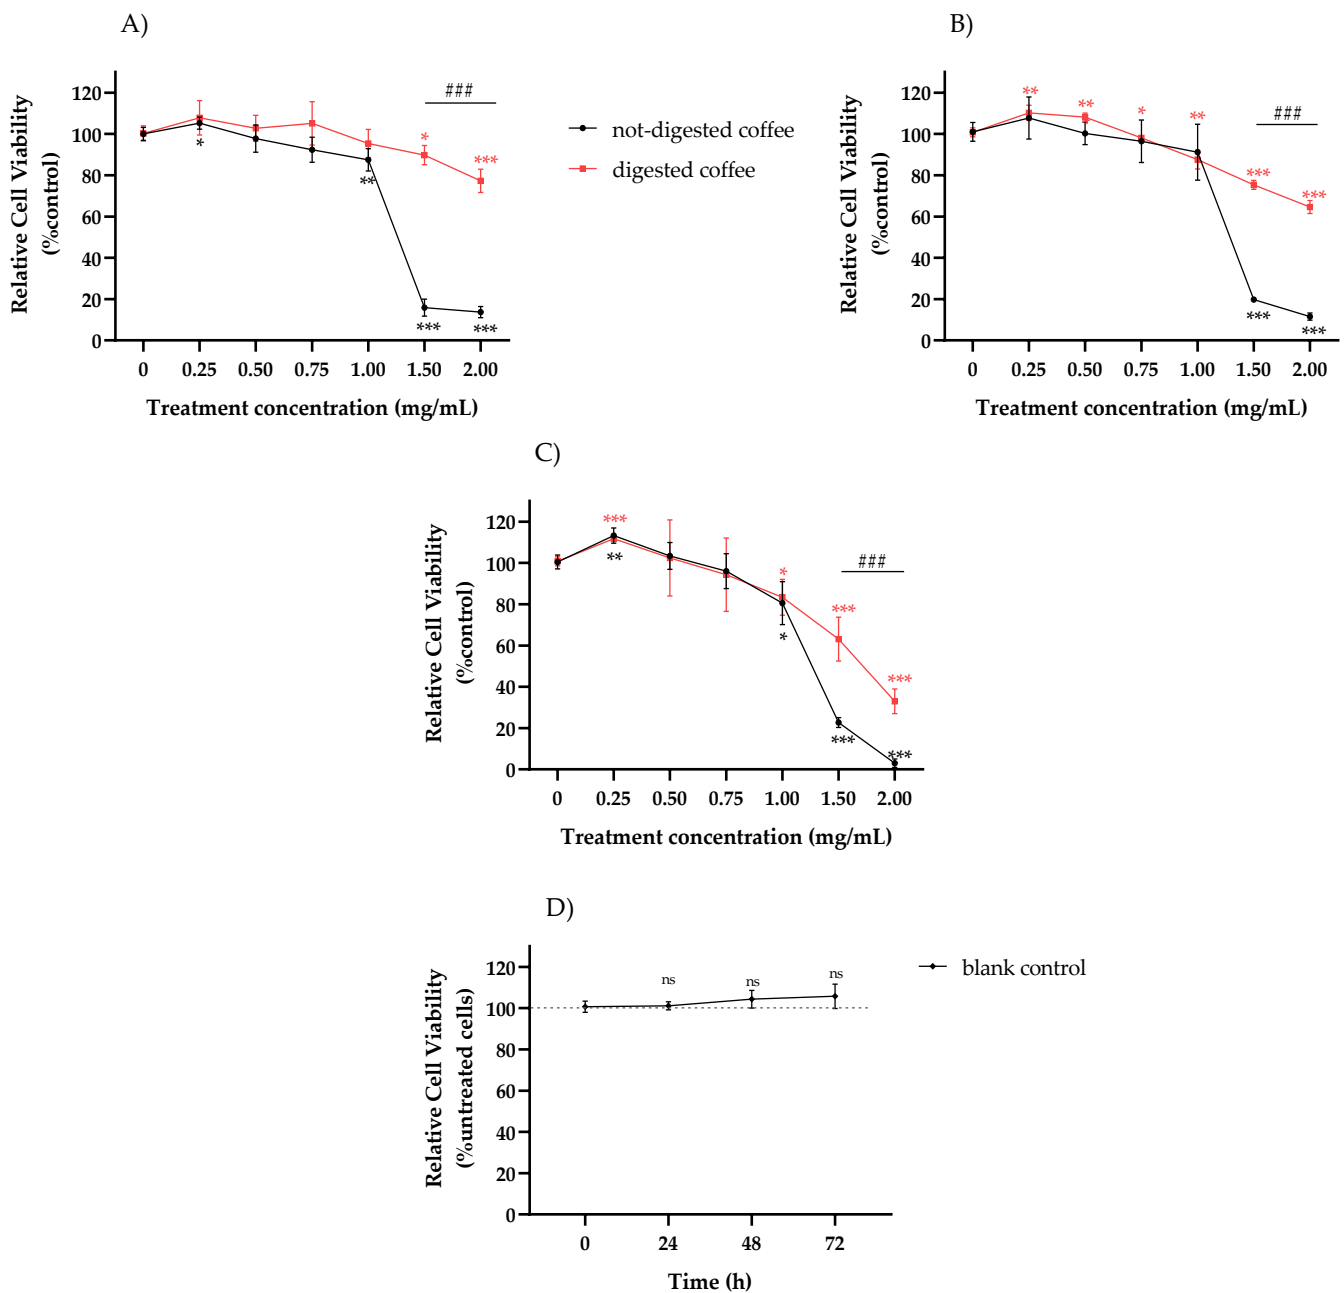 A)
Relative Cell Viability
(%control)
120
100
80
60
40
20
0
###
*
**
*
***
***
***
0 0.25 0.50 0.75 1.00 1.50 2.00
Treatment concentration (mg/mL)
not-digested coffee
digested coffee
B)
Relative Cell Viability
(%control)
120
100
80
60
40
20
0
**
**
*
**
###
***
***
***
***
0 0.25 0.50 0.75 1.00 1.50 2.00
Treatment concentration (mg/mL)
C)
Relative Cell Viability
(%control)
120
100
80
60
40
20
0
***
**
*
*
###
***
***
***
***
0 0.25 0.50 0.75 1.00 1.50 2.00
Treatment concentration (mg/mL)
D)
Relative Cell Viability
(%untreated cells)
120
100
80
60
40
20
0
ns
ns
ns
0 24 48 72
Time (h)
blank control